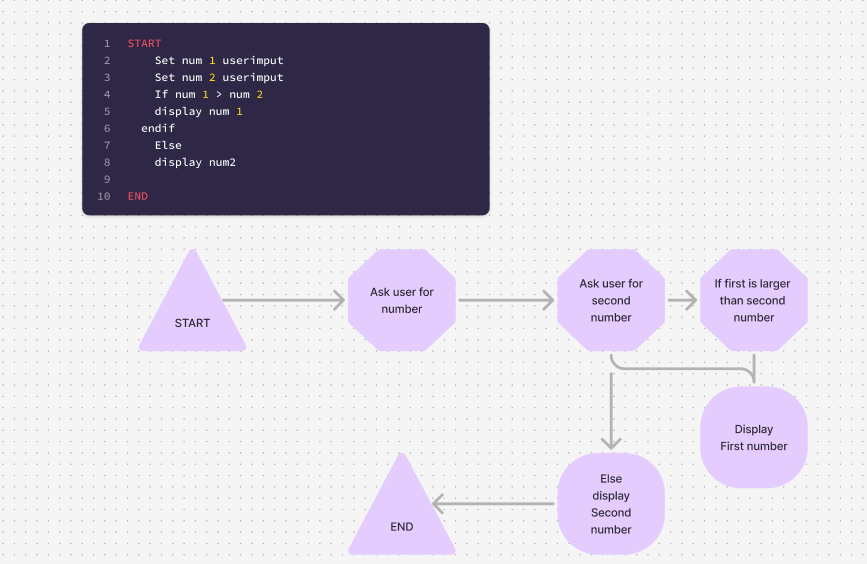 1 START
2 Set num 1 userimput
3 Set num 2 userimput
4 If num 1 > num 2
5 display num 1
6 endif
7 Else
8 display num2
9
10 END
START
Ask user for
number
Ask user for
second
number
If first is larger
than second
number
Display
First number
Else
display
Second
number
END